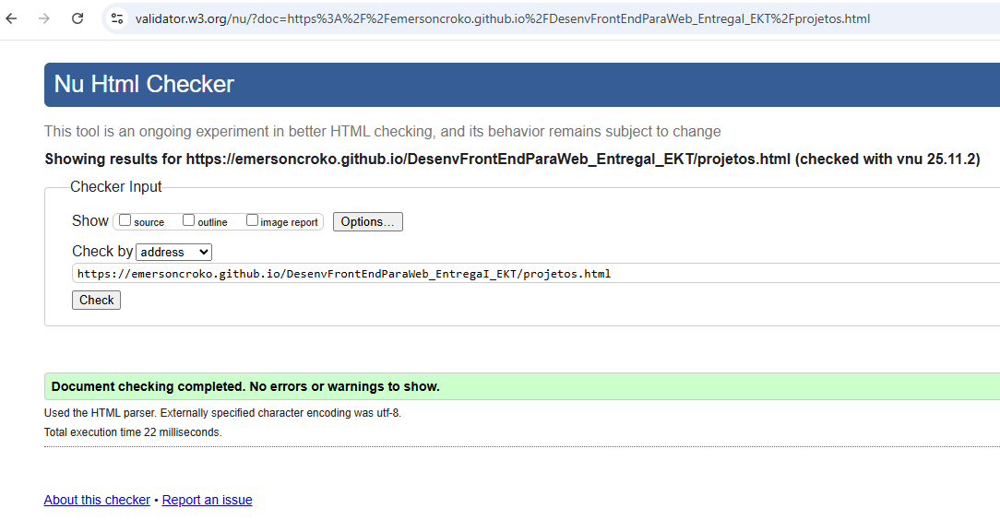 validator.w3.org/nu/?doc=https%3A%2F%2Femersoncroko.github.io%2FDesenvFrontEndParaWeb_EntregaI_EKT%2Fprojetos.html
Nu Html Checker
This tool is an ongoing experiment in better HTML checking, and its behavior remains subject to change
Showing results for https://emersoncroko.github.io/DesenvFrontEndParaWeb_EntregaI_EKT/projetos.html (checked with vnu 25.11.2)
Checker Input
Show source outline image report Options...
Check by address
https://emersoncroko.github.io/DesenvFrontEndParaWeb_EntregaI_EKT/projetos.html
Check
Document checking completed. No errors or warnings to show.
Used the HTML parser. Externally specified character encoding was utf-8.
Total execution time 22 milliseconds.
About this checker • Report an issue